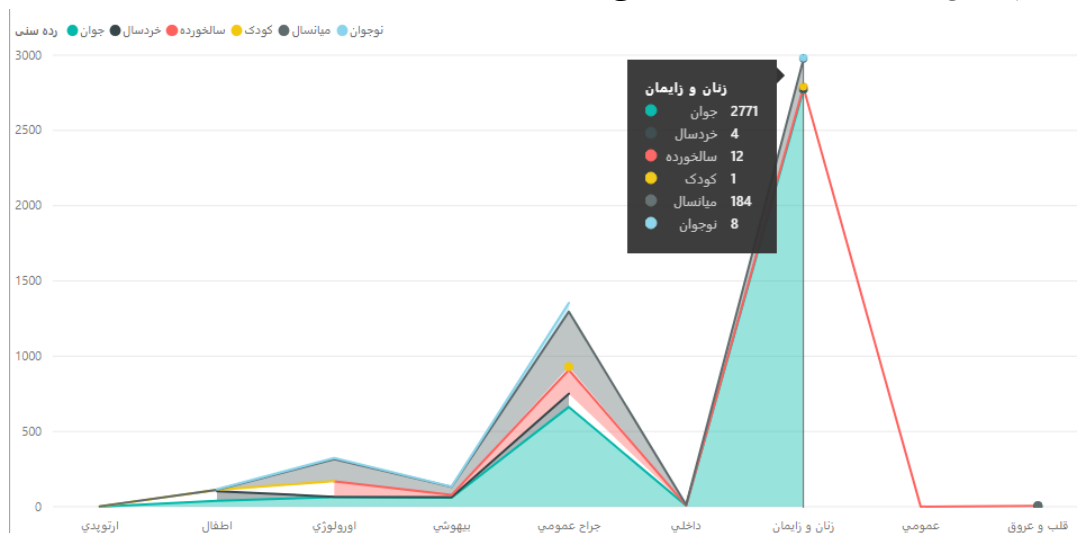 رده سنی جوان خردسال سالخورده کودک میانسال نوجوان
3000
2500
2000
1500
1000
500
0
زنان و زایمان
جوان 2771
خردسال 4
سالخورده 12
کودک 1
میانسال 184
نوجوان 8
ارتوپدي
اطفال
اورولوژي
بيهوشي
جراح عمومي
داخلي
زنان و زايمان
عمومي
قلب و عروق